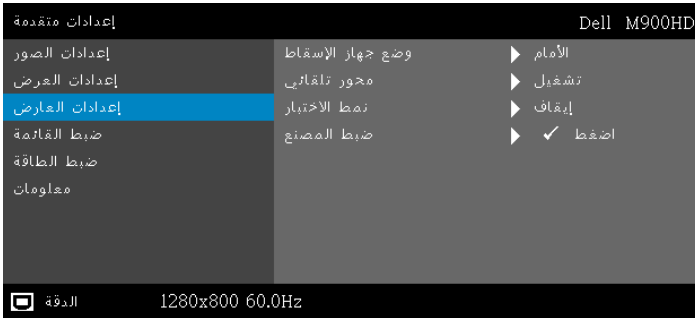 إعدادات متقدمة
Dell M900HD
إعدادات الصور
إعدادات العرض
إعدادات العارض
ضبط القائمة
ضبط الطاقة
معلومات
وضع جهاز الإسقاط الأمام
محور تلقائي تشغيل
نمط الاختبار إيقاف
ضبط المصنع ✓ اضغط
الدقة 1280x800 60.0Hz